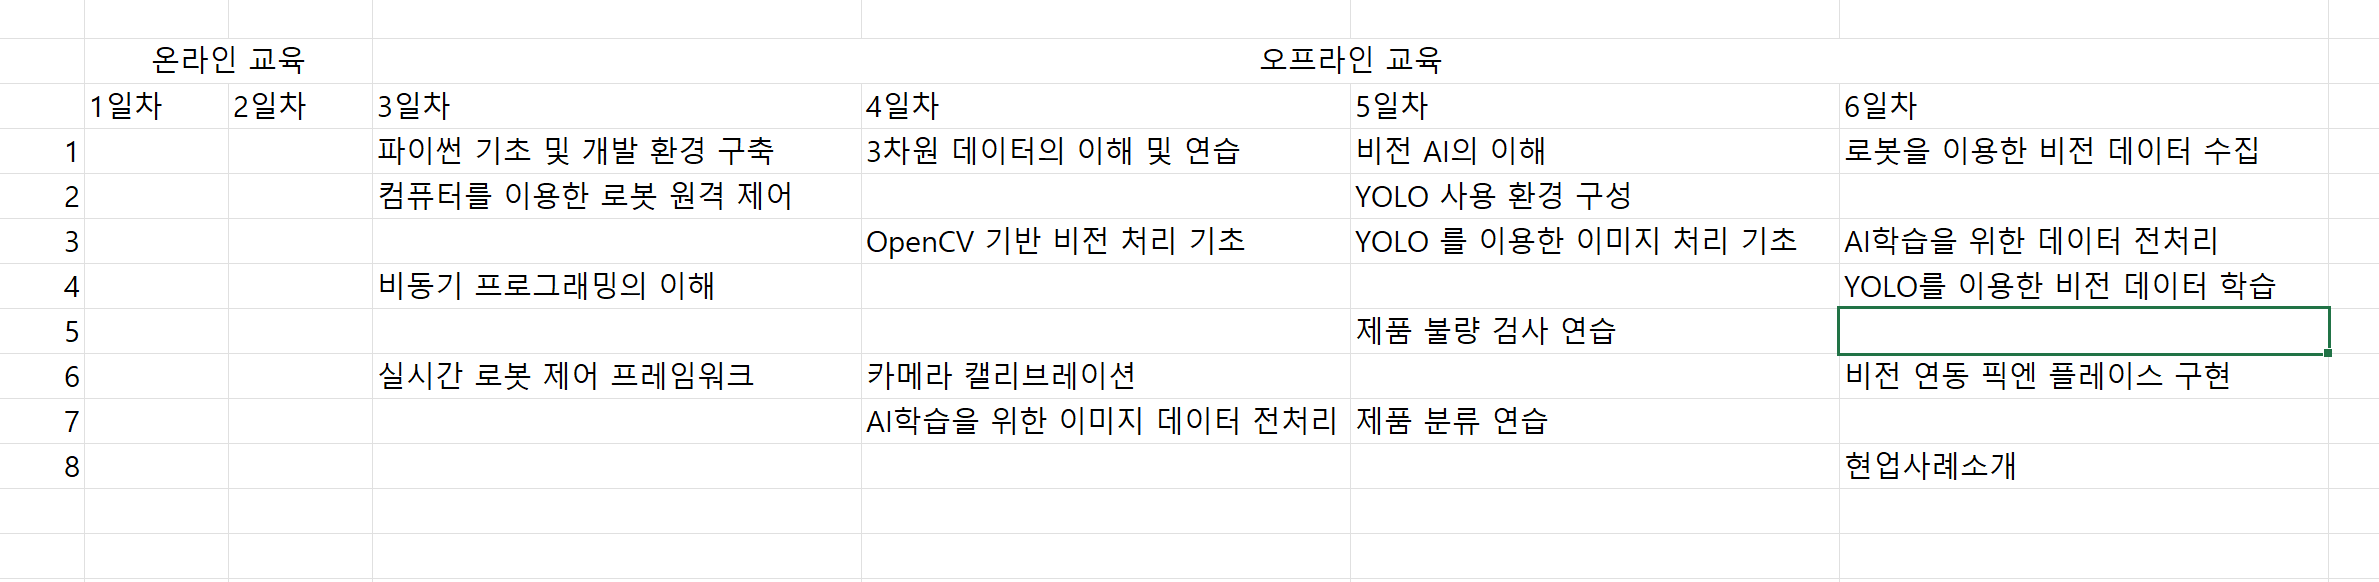 온라인 교육 오프라인 교육
1일차 2일차 3일차 4일차 5일차 6일차
1 파이썬 기초 및 개발 환경 구축 3차원 데이터의 이해 및 연습 비전 AI의 이해 로봇을 이용한 비전 데이터 수집
2 컴퓨터를 이용한 로봇 원격 제어 YOLO 사용 환경 구성
3 OpenCV 기반 비전 처리 기초 YOLO 를 이용한 이미지 처리 기초 AI학습을 위한 데이터 전처리
4 비동기 프로그래밍의 이해 YOLO를 이용한 비전 데이터 학습
5 제품 불량 검사 연습
6 실시간 로봇 제어 프레임워크 카메라 캘리브레이션 비전 연동 픽엔 플레이스 구현
7 AI학습을 위한 이미지 데이터 전처리 제품 분류 연습
8 현업사례소개